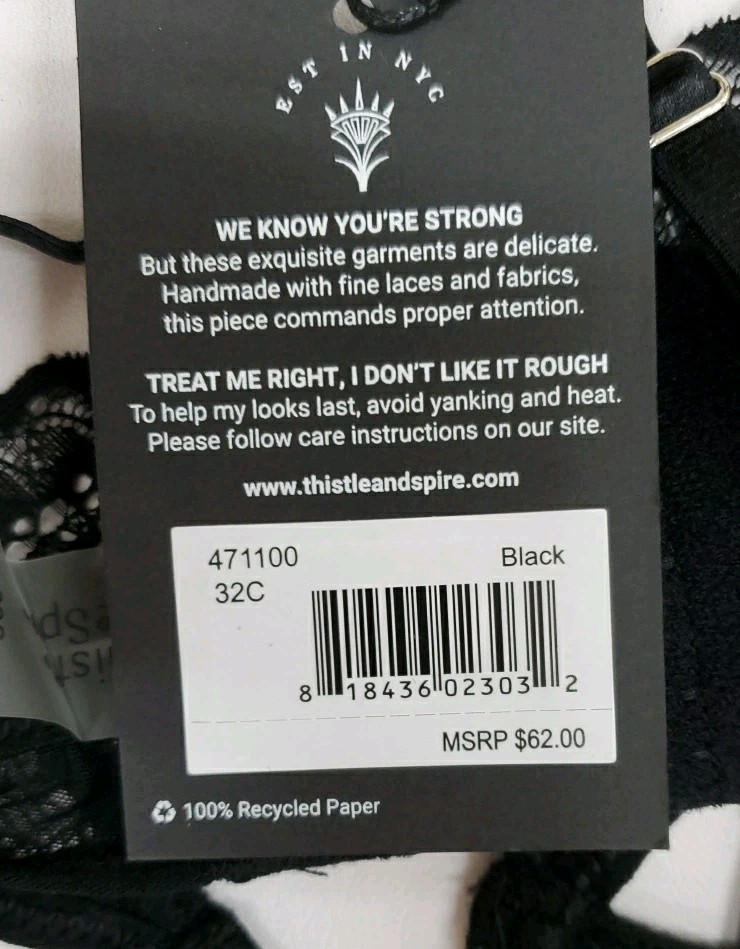 EST IN NYC
WE KNOW YOU'RE STRONG
But these exquisite garments are delicate.
Handmade with fine laces and fabrics,
this piece commands proper attention.
TREAT ME RIGHT, I DON'T LIKE IT ROUGH
To help my looks last, avoid yanking and heat.
Please follow care instructions on our site.
www.thistleandspire.com
471100 Black
32C
8 18436 02303 2
MSRP $62.00
100% Recycled Paper